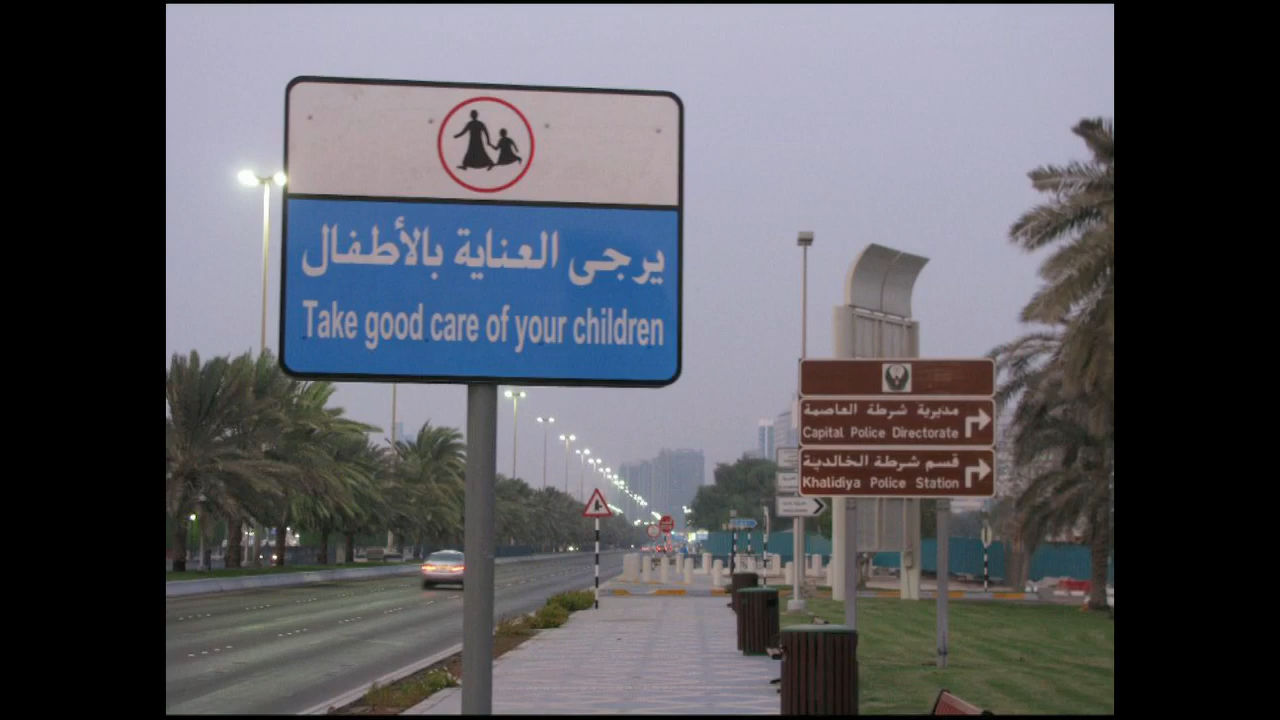 يرجى العناية بالأطفال
Take good care of your children
مديرية شرطة العاصمة
Capital Police Directorate
قسم شرطة الخالدية
Khalidiya Police Station